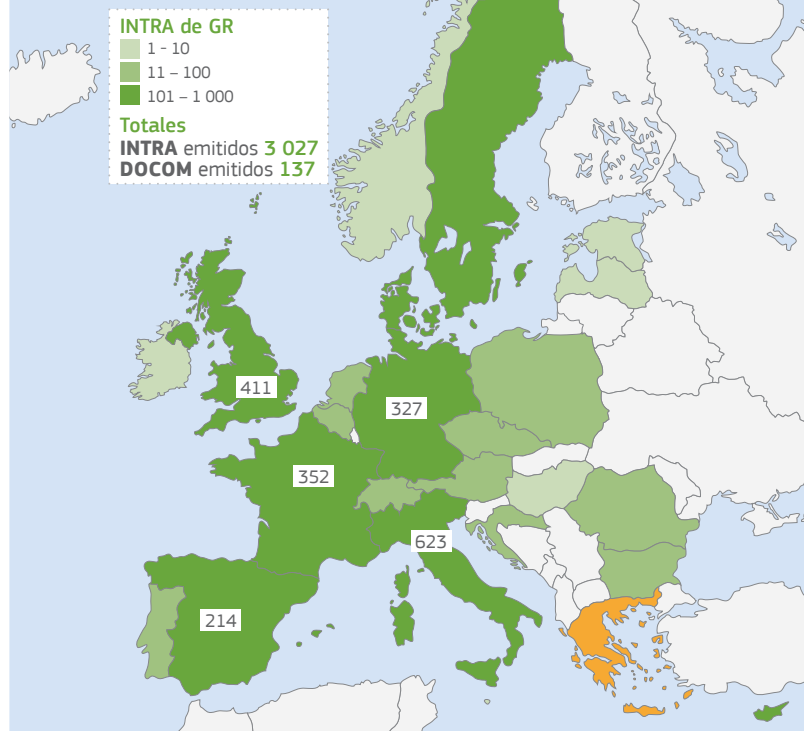 INTRA de GR
1 - 10
11 – 100
101 – 1 000
Totales
INTRA emitidos 3 027
DOCOM emitidos 137
411
327
352
623
214